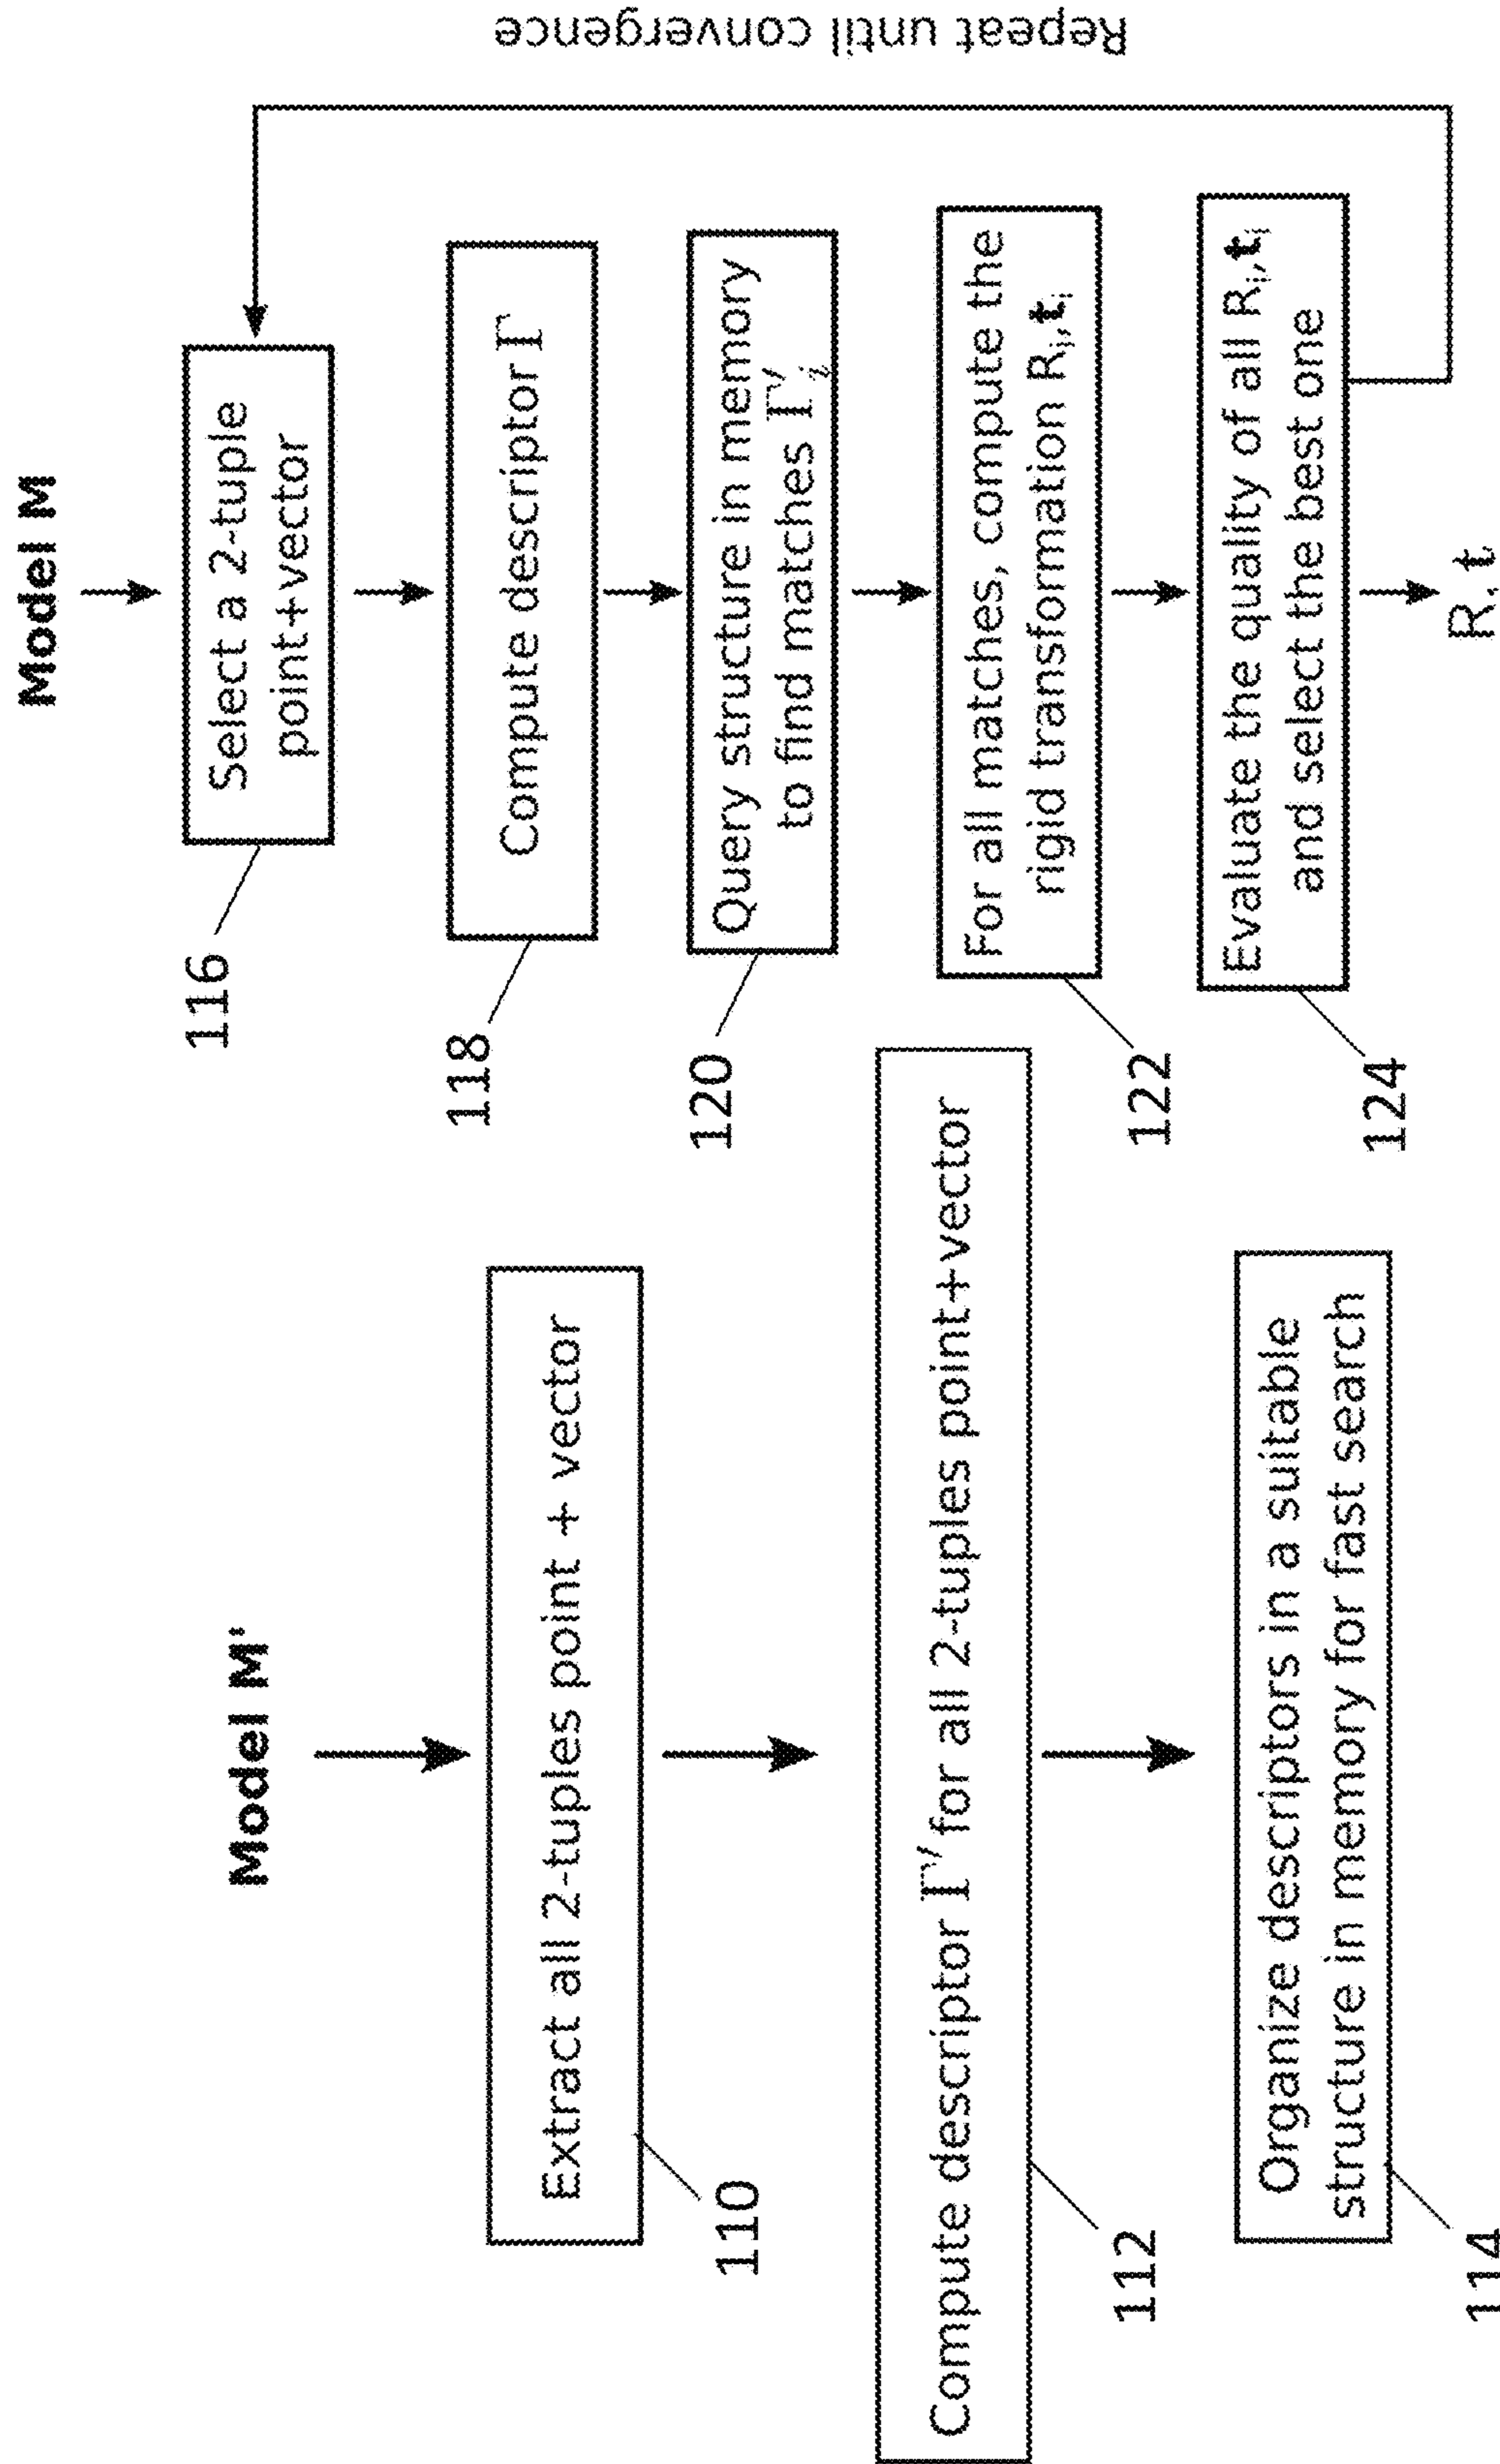 Model M'
Extract all 2-tuples point + vector
110
Compute descriptor Γ′ for all 2-tuples point+vector
112
Organize descriptors in a suitable
structure in memory for fast search
114
Model M
Select a 2-tuple
point+vector
116
Compute descriptor Γ
118
Query structure in memory
to find matches Γ′ᵢ
120
For all matches, compute the
rigid transformation Rᵢ,tᵢ
122
Evaluate the quality of all Rᵢ,tᵢ
and select the best one
124
R, t
Repeat until convergence